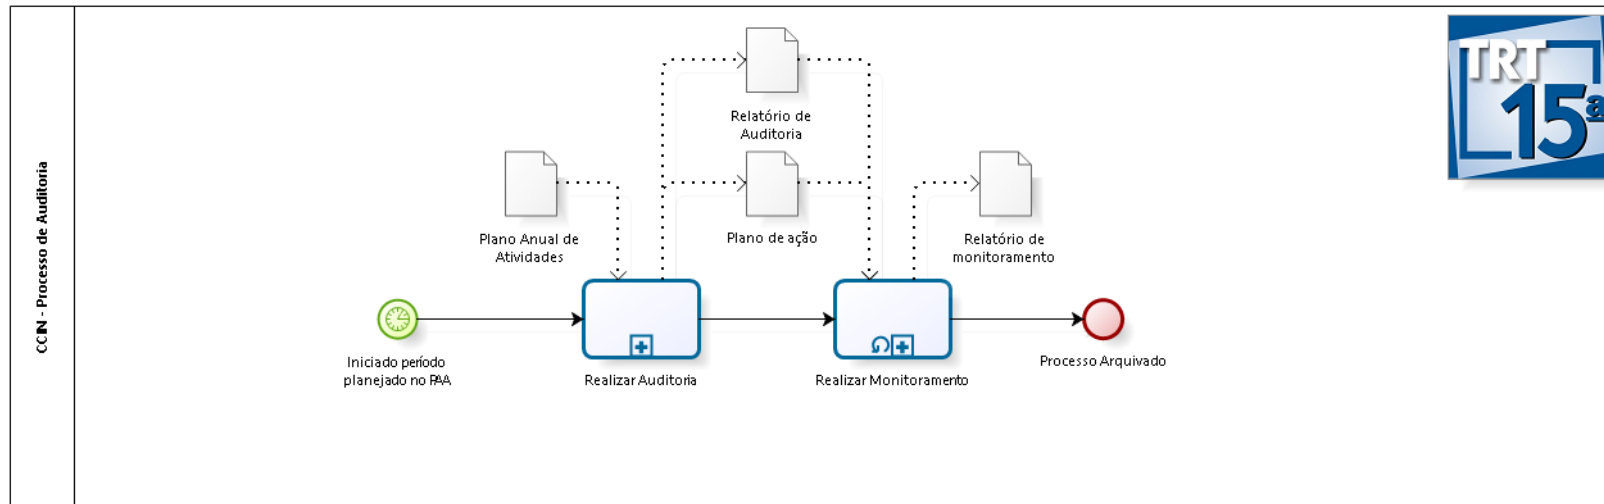 CCIN - Processo de Auditoria
TRT
15ª
Relatório de
Auditoria
Plano Anual de
Atividades
Plano de ação
Relatório de
monitoramento
Iniciado período
planejado no PAA
Realizar Auditoria
Realizar Monitoramento
Processo Arquivado